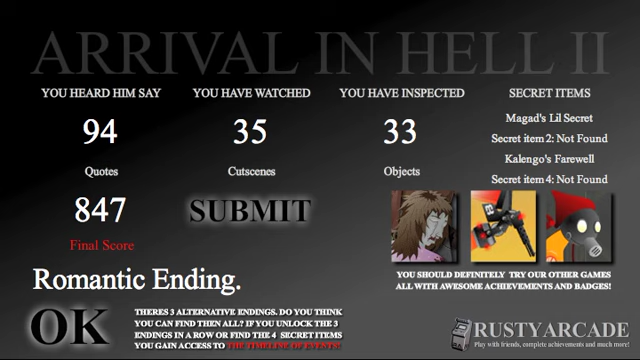 ARRIVAL IN HELL II
YOU HEARD HIM SAY
94
Quotes
YOU HAVE WATCHED
35
Cutscenes
YOU HAVE INSPECTED
33
Objects
SECRET ITEMS
Magad's Lil Secret
Secret item 2: Not Found
Kalengo's Farewell
Secret item 4: Not Found
847
Final Score
SUBMIT
YOU SHOULD DEFINITELY TRY OUR OTHER GAMES
ALL WITH AWESOME ACHIEVEMENTS AND BADGES!
Romantic Ending.
OK
THERES 3 ALTERNATIVE ENDINGS. DO YOU THINK
YOU CAN FIND THEN ALL? IF YOU UNLOCK THE 3
ENDINGS IN A ROW OR FIND THE 4 SECRET ITEMS
YOU GAIN ACCESS TO THE TIMELINE OF EVENTS!
RUSTYARCADE
Play with friends, complete achievements and much more!